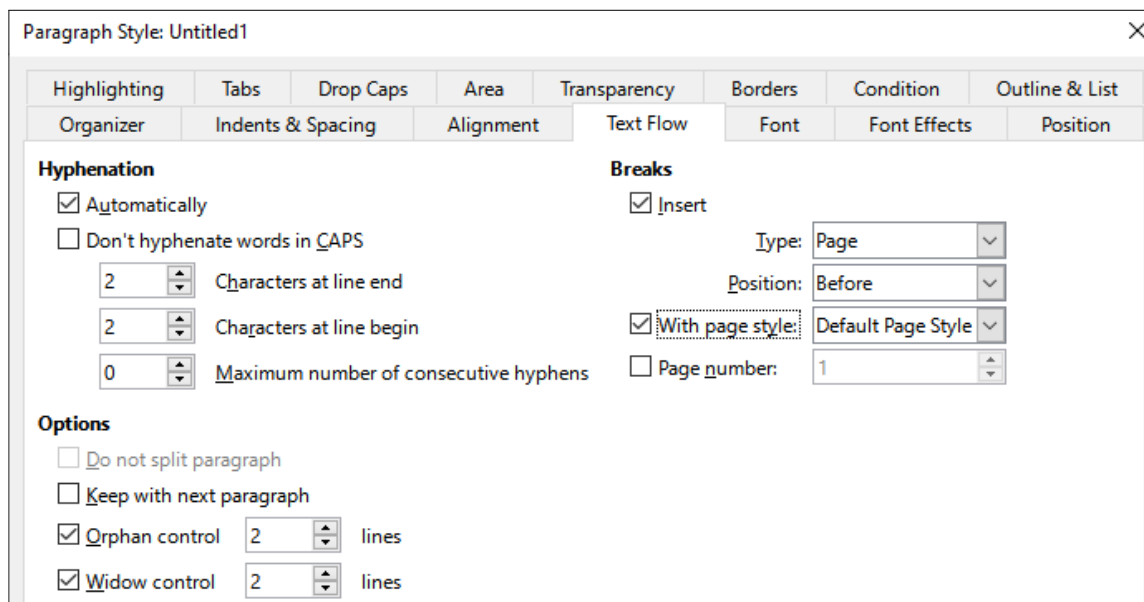 Paragraph Style: Untitled1
Highlighting Tabs Drop Caps Area Transparency Borders Condition Outline & List
Organizer Indents & Spacing Alignment Text Flow Font Font Effects Position
Hyphenation
Automatically
Don't hyphenate words in CAPS
2 Characters at line end
2 Characters at line begin
0 Maximum number of consecutive hyphens
Options
Do not split paragraph
Keep with next paragraph
Orphan control 2 lines
Widow control 2 lines
Breaks
Insert
Type: Page
Position: Before
With page style: Default Page Style
Page number: 1